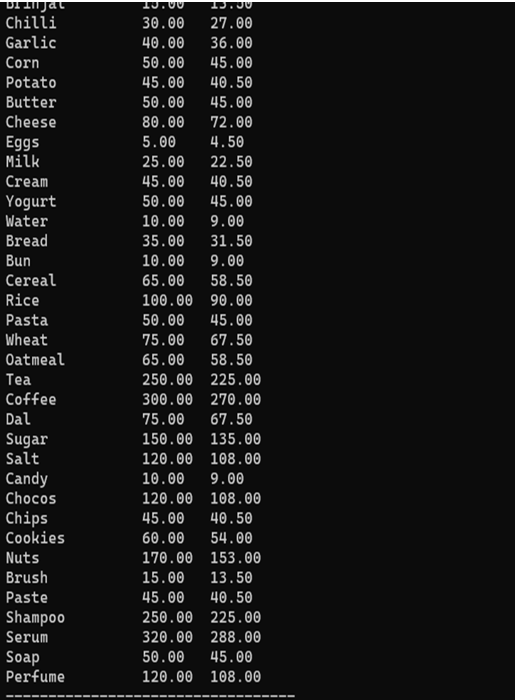 Brinjal 15.00 13.50
Chilli 30.00 27.00
Garlic 40.00 36.00
Corn 50.00 45.00
Potato 45.00 40.50
Butter 50.00 45.00
Cheese 80.00 72.00
Eggs 5.00 4.50
Milk 25.00 22.50
Cream 45.00 40.50
Yogurt 50.00 45.00
Water 10.00 9.00
Bread 35.00 31.50
Bun 10.00 9.00
Cereal 65.00 58.50
Rice 100.00 90.00
Pasta 50.00 45.00
Wheat 75.00 67.50
Oatmeal 65.00 58.50
Tea 250.00 225.00
Coffee 300.00 270.00
Dal 75.00 67.50
Sugar 150.00 135.00
Salt 120.00 108.00
Candy 10.00 9.00
Chocos 120.00 108.00
Chips 45.00 40.50
Cookies 60.00 54.00
Nuts 170.00 153.00
Brush 15.00 13.50
Paste 45.00 40.50
Shampoo 250.00 225.00
Serum 320.00 288.00
Soap 50.00 45.00
Perfume 120.00 108.00
----------------------------------